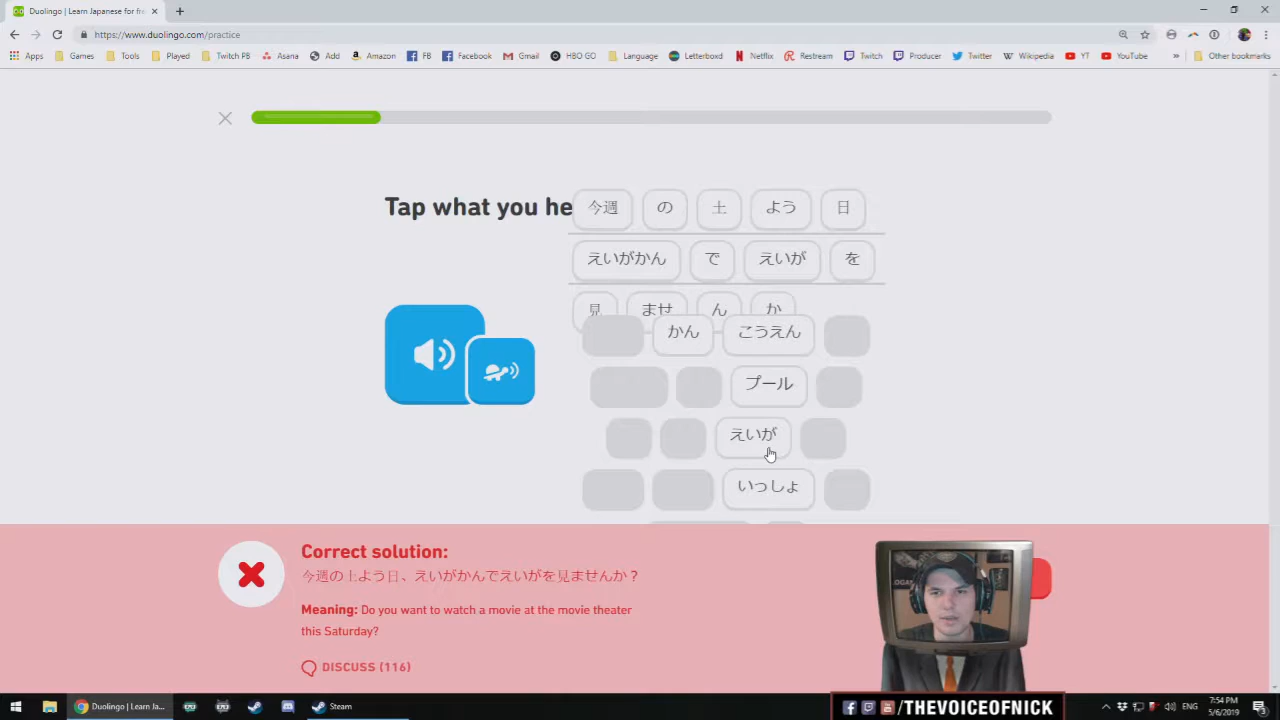 Duolingo | Learn Japanese for fre
https://www.duolingo.com/practice
Apps Games Tools Played Twitch PB Asana Add Amazon FB Facebook Gmail HBO GO Language Letterboxd Netflix Restream Twitch Producer Twitter Wikipedia YT YouTube » Other bookmarks
Tap what you he
今週 の 土 よう 日
えいがかん で えいが を
見 ませ ん か
かん こうえん
プール
えいが
いっしょ
Correct solution:
今週の土よう日、えいがかんでえいがを見ませんか？
Meaning: Do you want to watch a movie at the movie theater
this Saturday?
DISCUSS (116)
/THEVOICEOFNICK
Duolingo | Learn Ja...
Steam
ENG
7:54 PM
5/6/2019